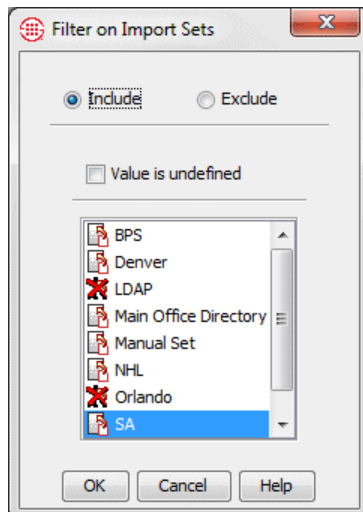 Filter on Import Sets
Include Exclude
Value is undefined
BPS
Denver
LDAP
Main Office Directory
Manual Set
NHL
Orlando
SA
OK Cancel Help